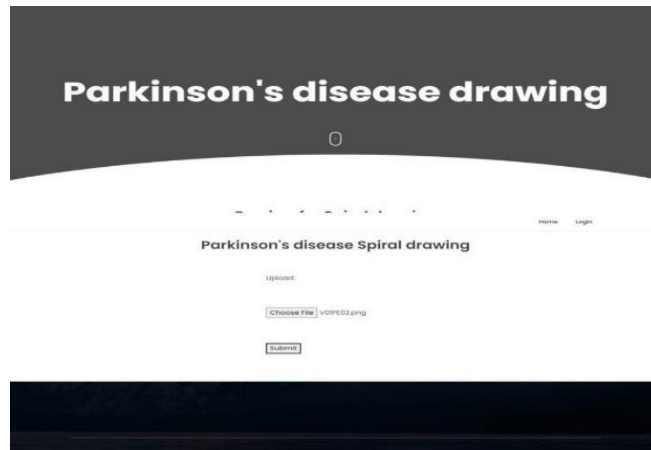 Parkinson's disease drawing
Home Login
Parkinson's disease Spiral drawing
Upload:
Choose File V01PE02.png
Submit